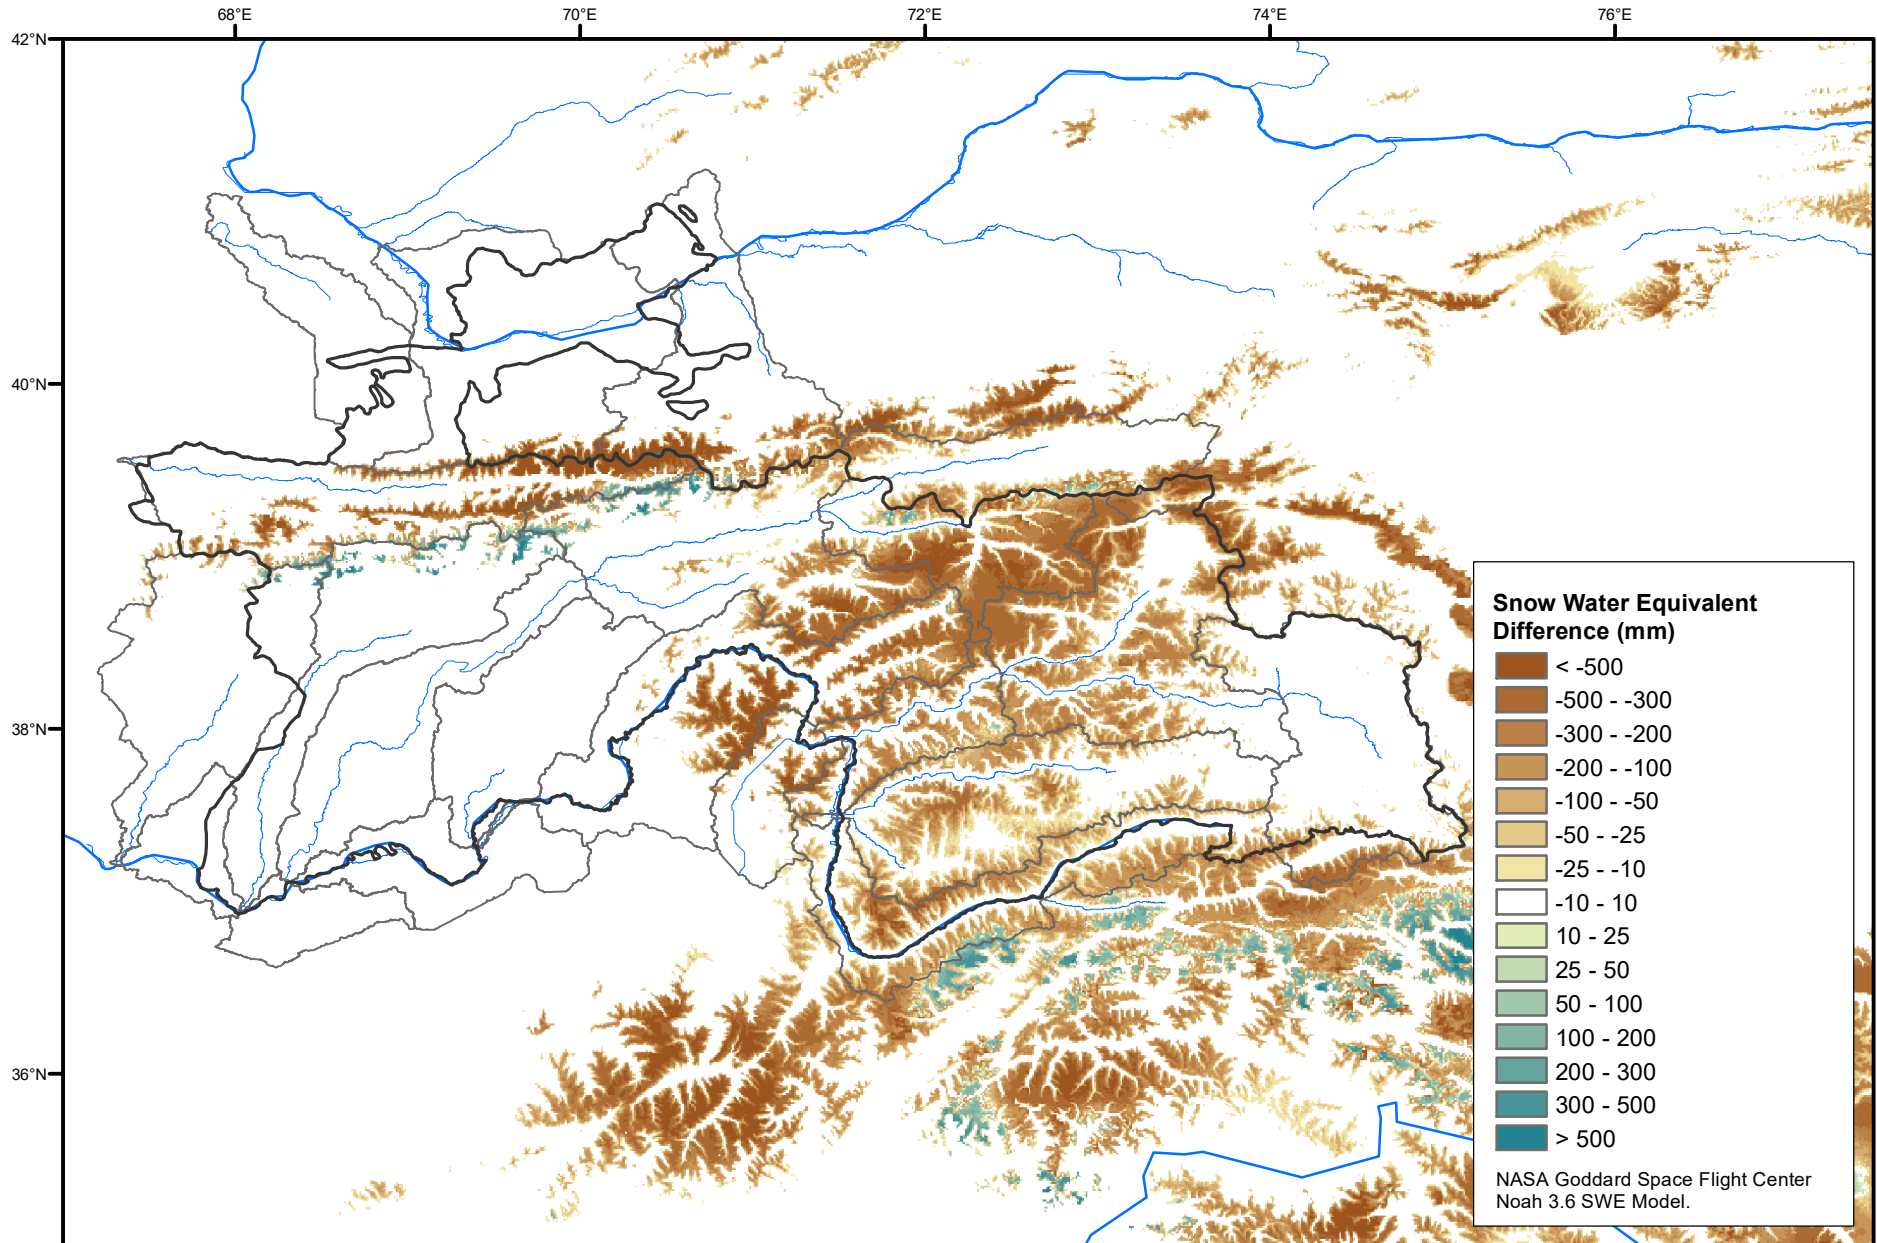 68°E
70°E
72°E
74°E
76°E
42°N
40°N
38°N
36°N
Snow Water Equivalent
Difference (mm)
< -500
-500 - -300
-300 - -200
-200 - -100
-100 - -50
-50 - -25
-25 - -10
-10 - 10
10 - 25
25 - 50
50 - 100
100 - 200
200 - 300
300 - 500
> 500
NASA Goddard Space Flight Center
Noah 3.6 SWE Model.